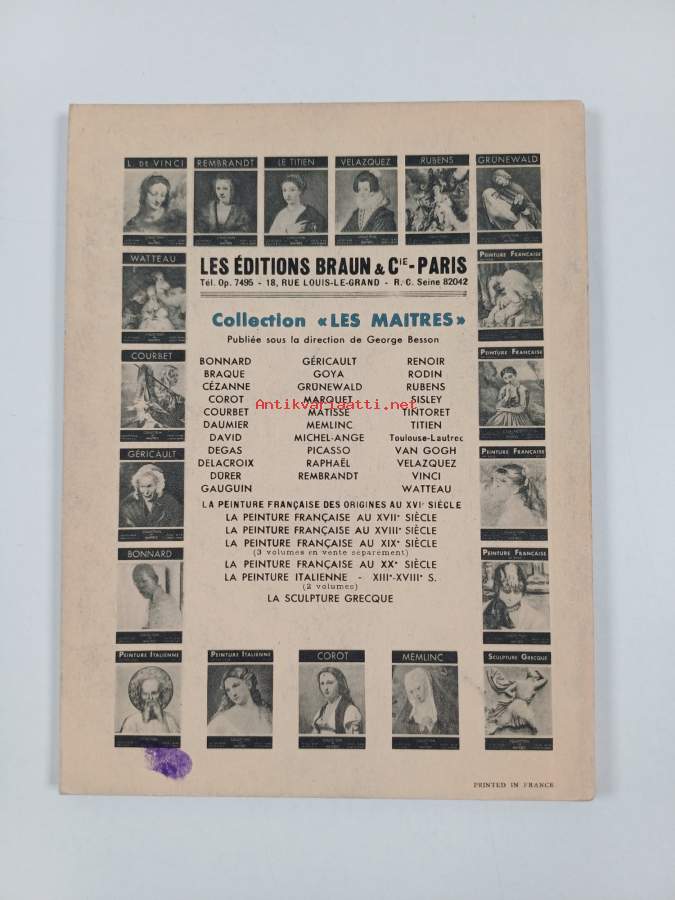 L. DE VINCI REMBRANDT LE TITIEN VELAZQUEZ RUBENS GRÜNEWALD
WATTEAU
PEINTURE FRANÇAISE
LES ÉDITIONS BRAUN & CIE-PARIS
Tél. Op. 7495 - 18, RUE LOUIS-LE-GRAND - R. C. Seine 82042
Collection «LES MAITRES»
Publiée sous la direction de George Besson
COURBET
PEINTURE FRANÇAISE
BONNARD GÉRICAULT RENOIR
BRAQUE GOYA RODIN
CÉZANNE GRÜNEWALD RUBENS
COROT MARQUET SISLEY
Antikvariaatti.net
COURBET MATISSE TINTORET
DAUMIER MEMLINC TITIEN
DAVID MICHEL-ANGE Toulouse-Lautrec
DEGAS PICASSO VAN GOGH
DELACROIX RAPHAËL VELAZQUEZ
DÜRER REMBRANDT VINCI
GAUGUIN WATTEAU
GÉRICAULT
PEINTURE FRANÇAISE
LA PEINTURE FRANÇAISE DES ORIGINES AU XVIe SIÈCLE
LA PEINTURE FRANÇAISE AU XVIIe SIÈCLE
LA PEINTURE FRANÇAISE AU XVIIIe SIÈCLE
LA PEINTURE FRANÇAISE AU XIXe SIÈCLE
(3 volumes en vente séparément)
LA PEINTURE FRANÇAISE AU XXe SIÈCLE
LA PEINTURE ITALIENNE - XIIIe-XVIIIe S.
(2 volumes)
LA SCULPTURE GRECQUE
BONNARD
PEINTURE FRANÇAISE
PEINTURE ITALIENNE PEINTURE ITALIENNE COROT MEMLINC SCULPTURE GRECQUE
PRINTED IN FRANCE